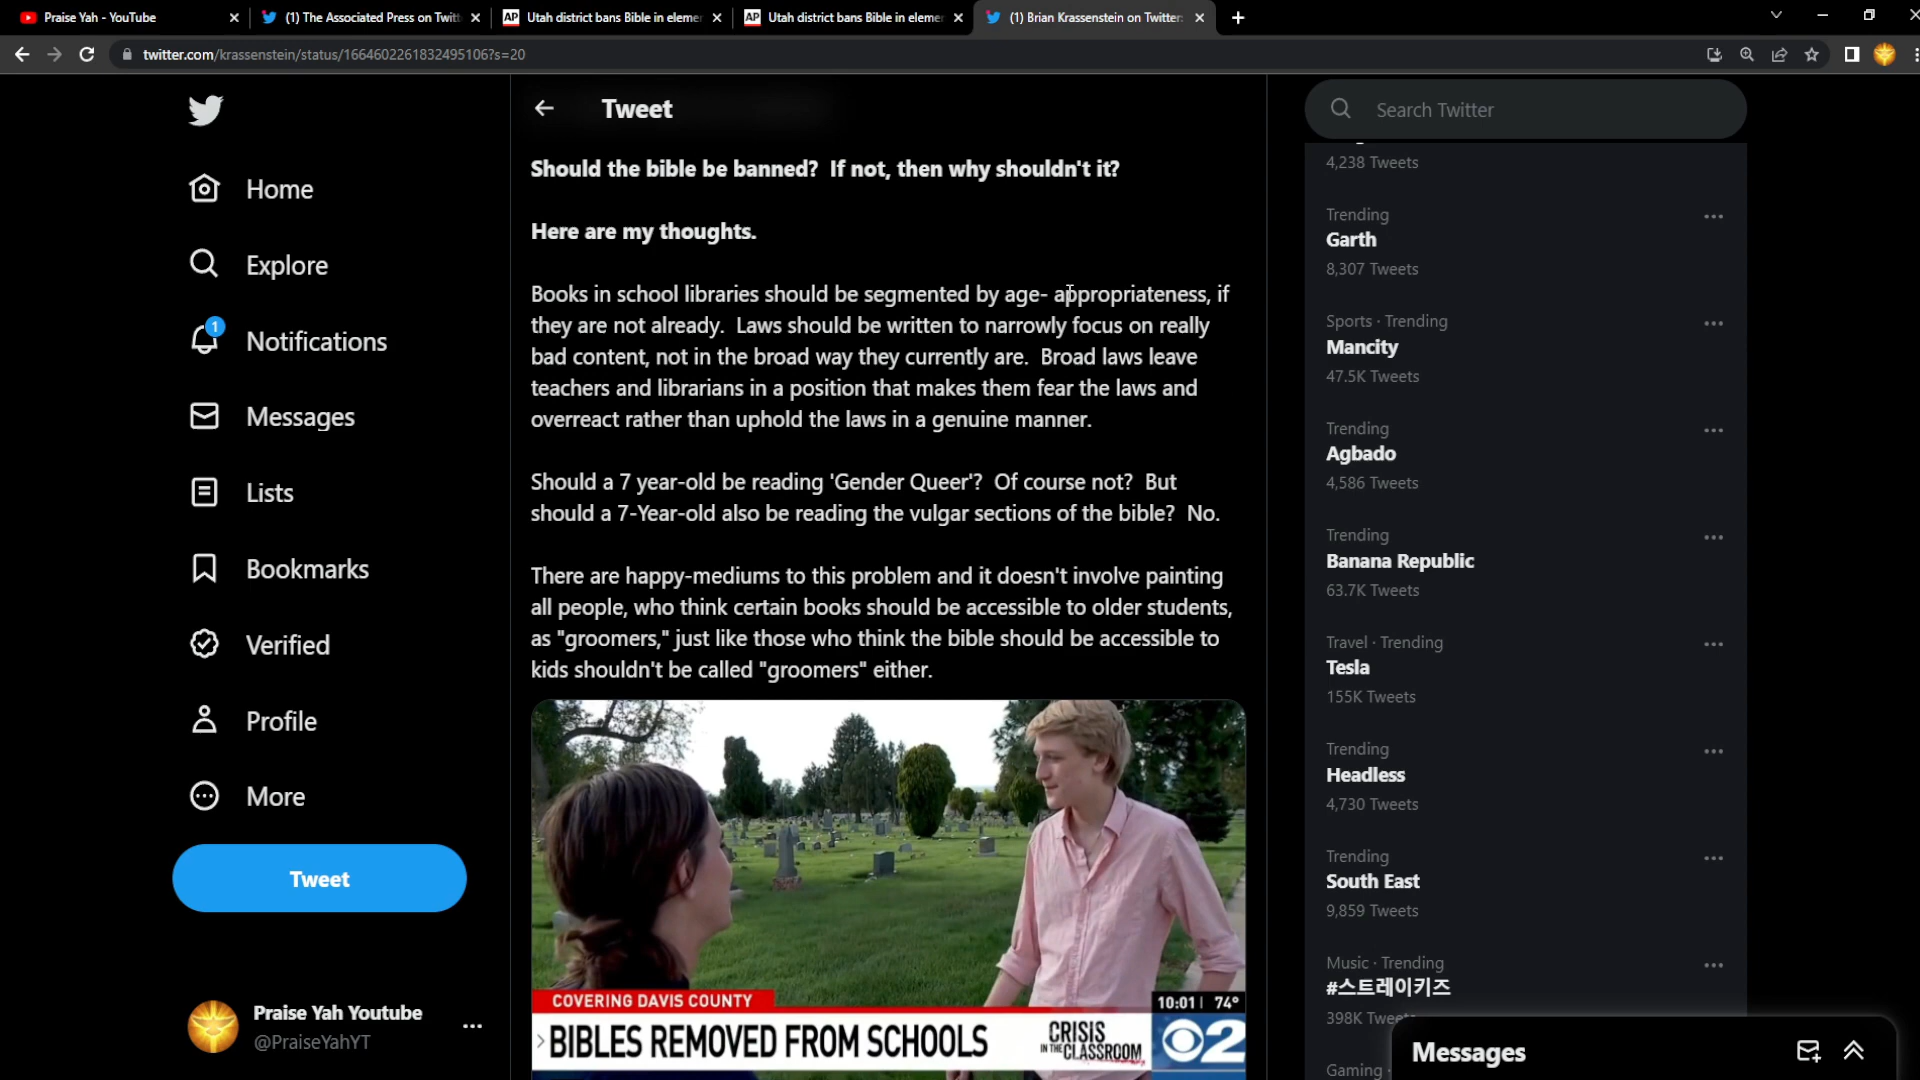 Praise Yah - YouTube
(1) The Associated Press on Twitt
AP
Utah district bans Bible in eleme
AP
Utah district bans Bible in eleme
(1) Brian Krassenstein on Twitter:
twitter.com/krassenstein/status/1664602261832495106?s=20
Home
Explore
1
Notifications
Messages
Lists
Bookmarks
Verified
Profile
More
Tweet
Praise Yah Youtube
@PraiseYahYT
Tweet
Should the bible be banned? If not, then why shouldn't it?
Here are my thoughts.
Books in school libraries should be segmented by age- appropriateness, if
they are not already. Laws should be written to narrowly focus on really
bad content, not in the broad way they currently are. Broad laws leave
teachers and librarians in a position that makes them fear the laws and
overreact rather than uphold the laws in a genuine manner.
Should a 7 year-old be reading 'Gender Queer'? Of course not? But
should a 7-Year-old also be reading the vulgar sections of the bible? No.
There are happy-mediums to this problem and it doesn't involve painting
all people, who think certain books should be accessible to older students,
as "groomers," just like those who think the bible should be accessible to
kids shouldn't be called "groomers" either.
COVERING DAVIS COUNTY
10:01 74°
BIBLES REMOVED FROM SCHOOLS
CRISIS
IN THE CLASSROOM
2
Search Twitter
4,238 Tweets
Trending
Garth
8,307 Tweets
Sports · Trending
Mancity
47.5K Tweets
Trending
Agbado
4,586 Tweets
Trending
Banana Republic
63.7K Tweets
Travel · Trending
Tesla
155K Tweets
Trending
Headless
4,730 Tweets
Trending
South East
9,859 Tweets
Music · Trending
#스트레이키즈
398K Tweets
Gaming ·
Messages